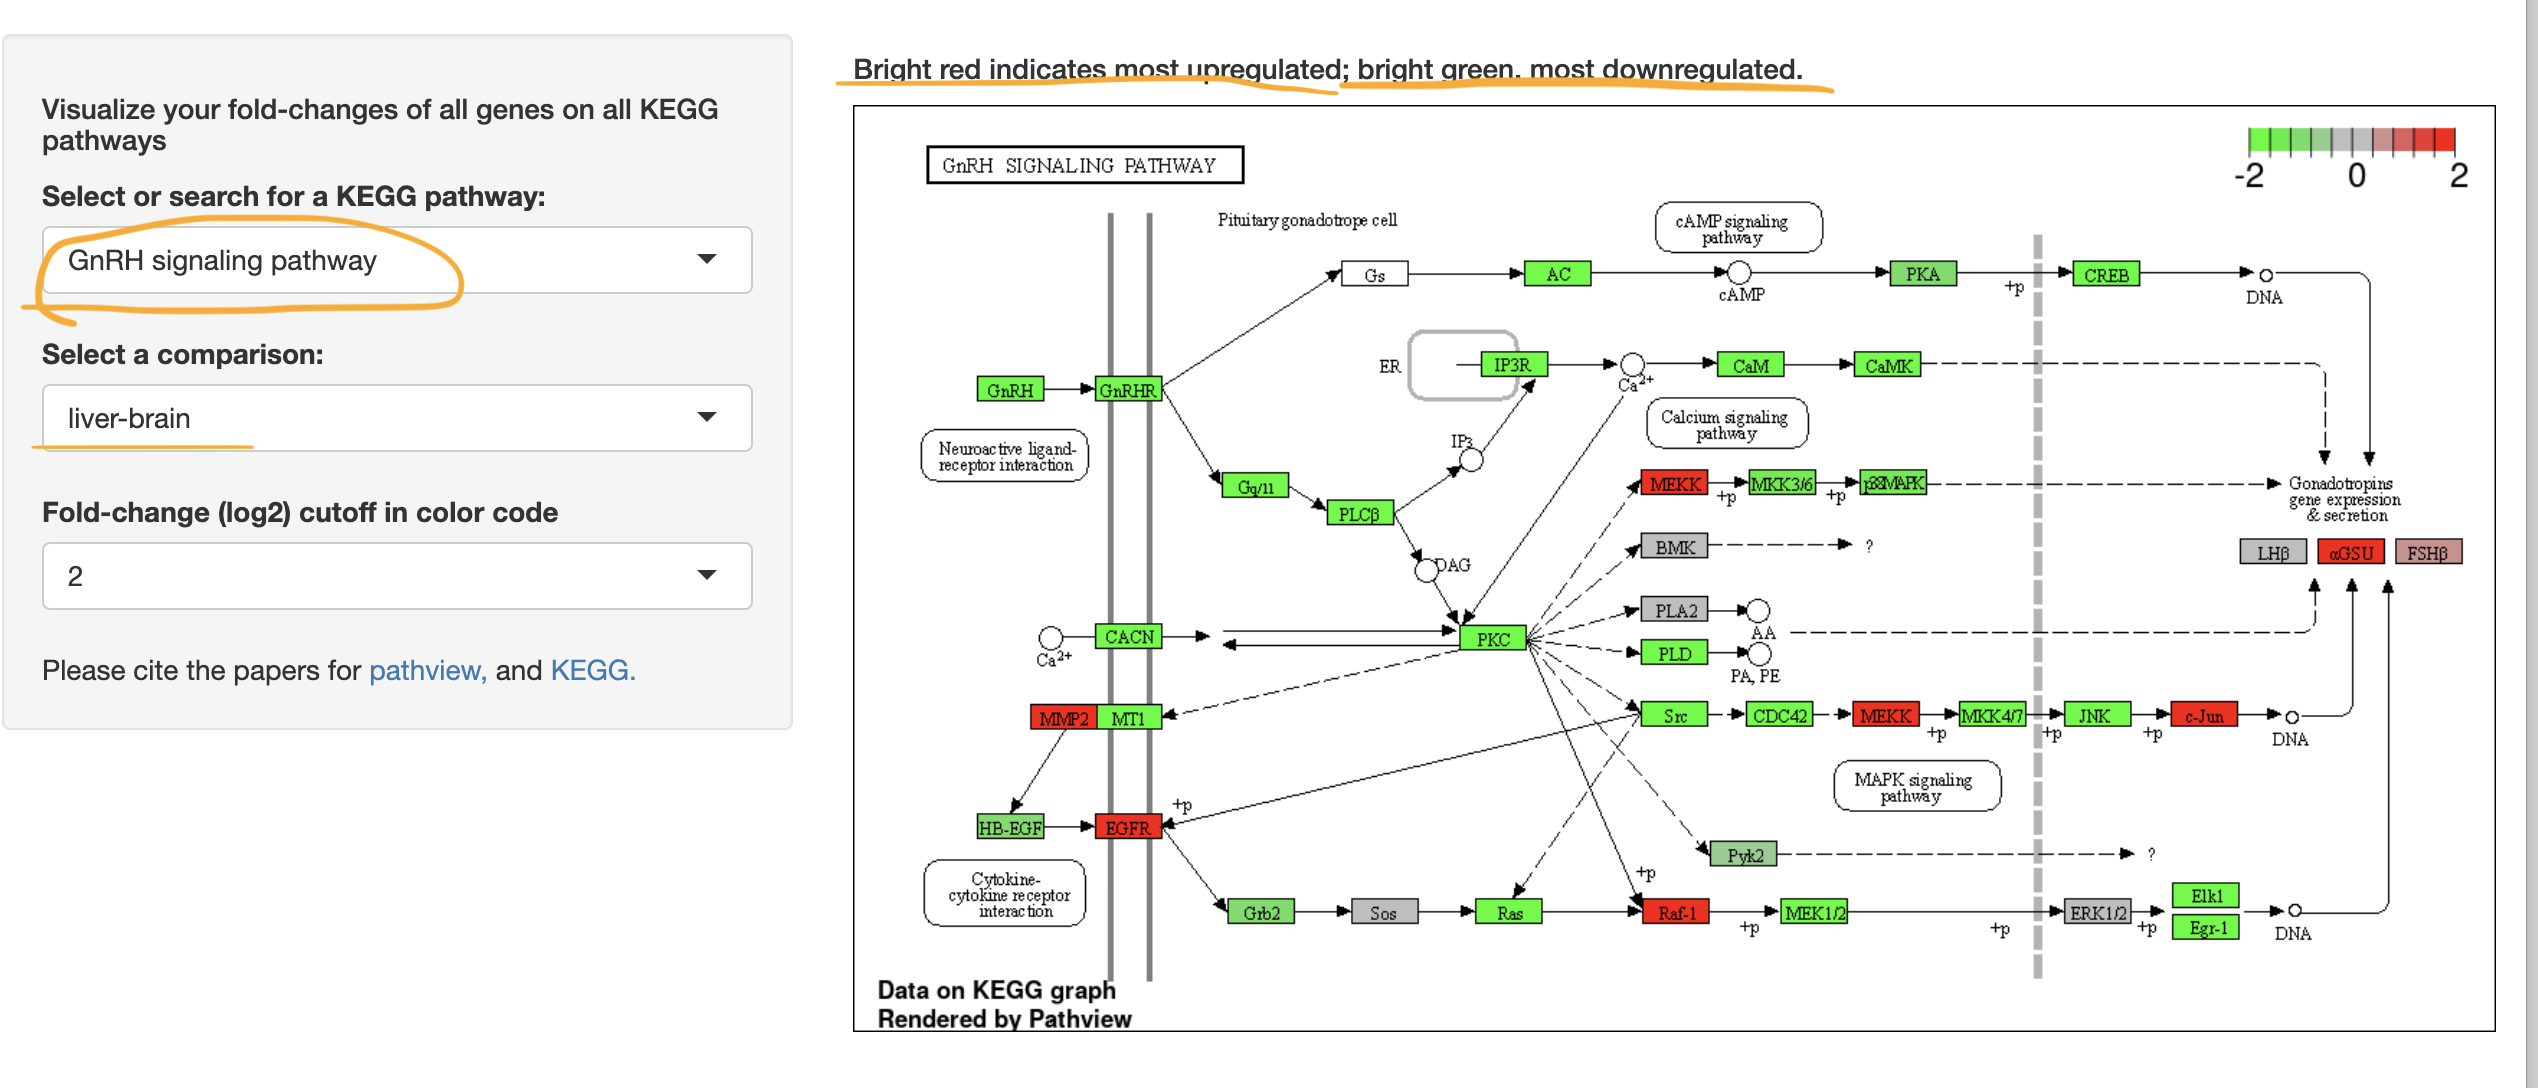 Visualize your fold-changes of all genes on all KEGG
pathways
Select or search for a KEGG pathway:
GnRH signaling pathway
Select a comparison:
liver-brain
Fold-change (log2) cutoff in color code
2
Please cite the papers for pathview, and KEGG.
Bright red indicates most upregulated; bright green, most downregulated.
GnRH SIGNALING PATHWAY
-2 0 2
Pituitary gonadotrope cell
cAMP signaling
pathway
Gs
AC
cAMP
PKA
+p
CREB
DNA
ER
IP3R
Ca2+
CaM
CaMK
GnRH
GnRHR
Neuroactive ligand-
receptor interaction
Calcium signaling
pathway
IP3
Gq/11
PLCβ
DAG
MEKK
+p
MKK3/6
+p
p38MAPK
Gonadotropins
gene expression
& secretion
BMK
?
LHβ
αGSU
FSHβ
PLA2
AA
Ca2+
CACN
PKC
PLD
PA, PE
MMP2
MT1
Src
CDC42
MEKK
+p
MKK4/7
+p
JNK
+p
c-Jun
DNA
MAPK signaling
pathway
HB-EGF
EGFR
+p
Pyk2
?
Cytokine-
cytokine receptor
interaction
Grb2
Sos
Ras
+p
Raf-1
+p
MEK1/2
+p
ERK1/2
+p
Elk1
Egr-1
DNA
Data on KEGG graph
Rendered by Pathview